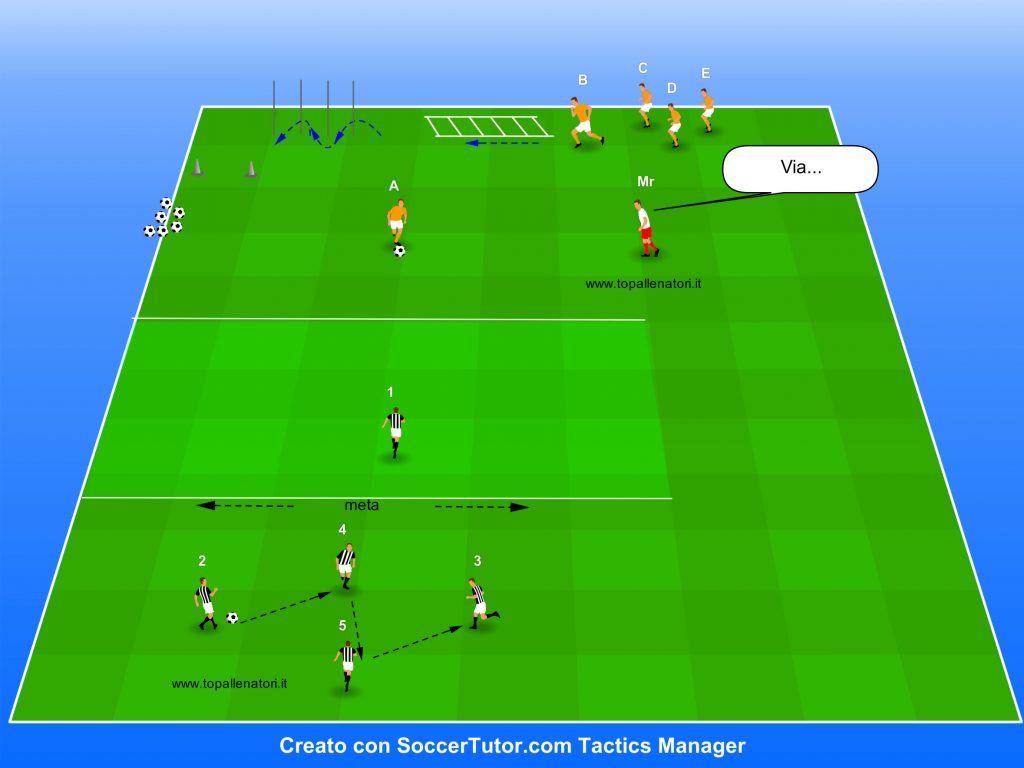 C
D
E
B
Via...
A
Mr
www.topallenatori.it
1
meta
4
2
3
5
www.topallenatori.it
Creato con SoccerTutor.com Tactics Manager